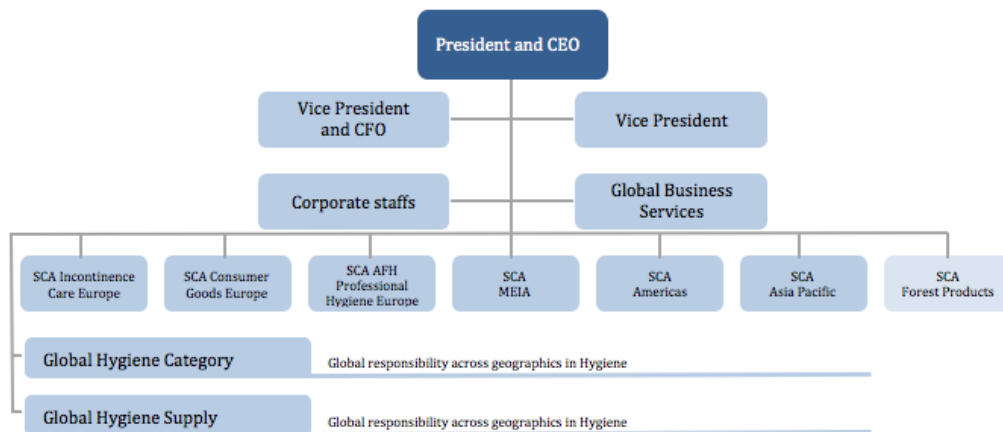 President and CEO
Vice President
and CFO
Vice President
Corporate staffs
Global Business
Services
SCA Incontinence
Care Europe
SCA Consumer
Goods Europe
SCA AFH
Professional
Hygiene Europe
SCA
MEIA
SCA
Americas
SCA
Asia Pacific
SCA
Forest Products
Global Hygiene Category
Global responsibility across geographics in Hygiene
Global Hygiene Supply
Global responsibility across geographics in Hygiene